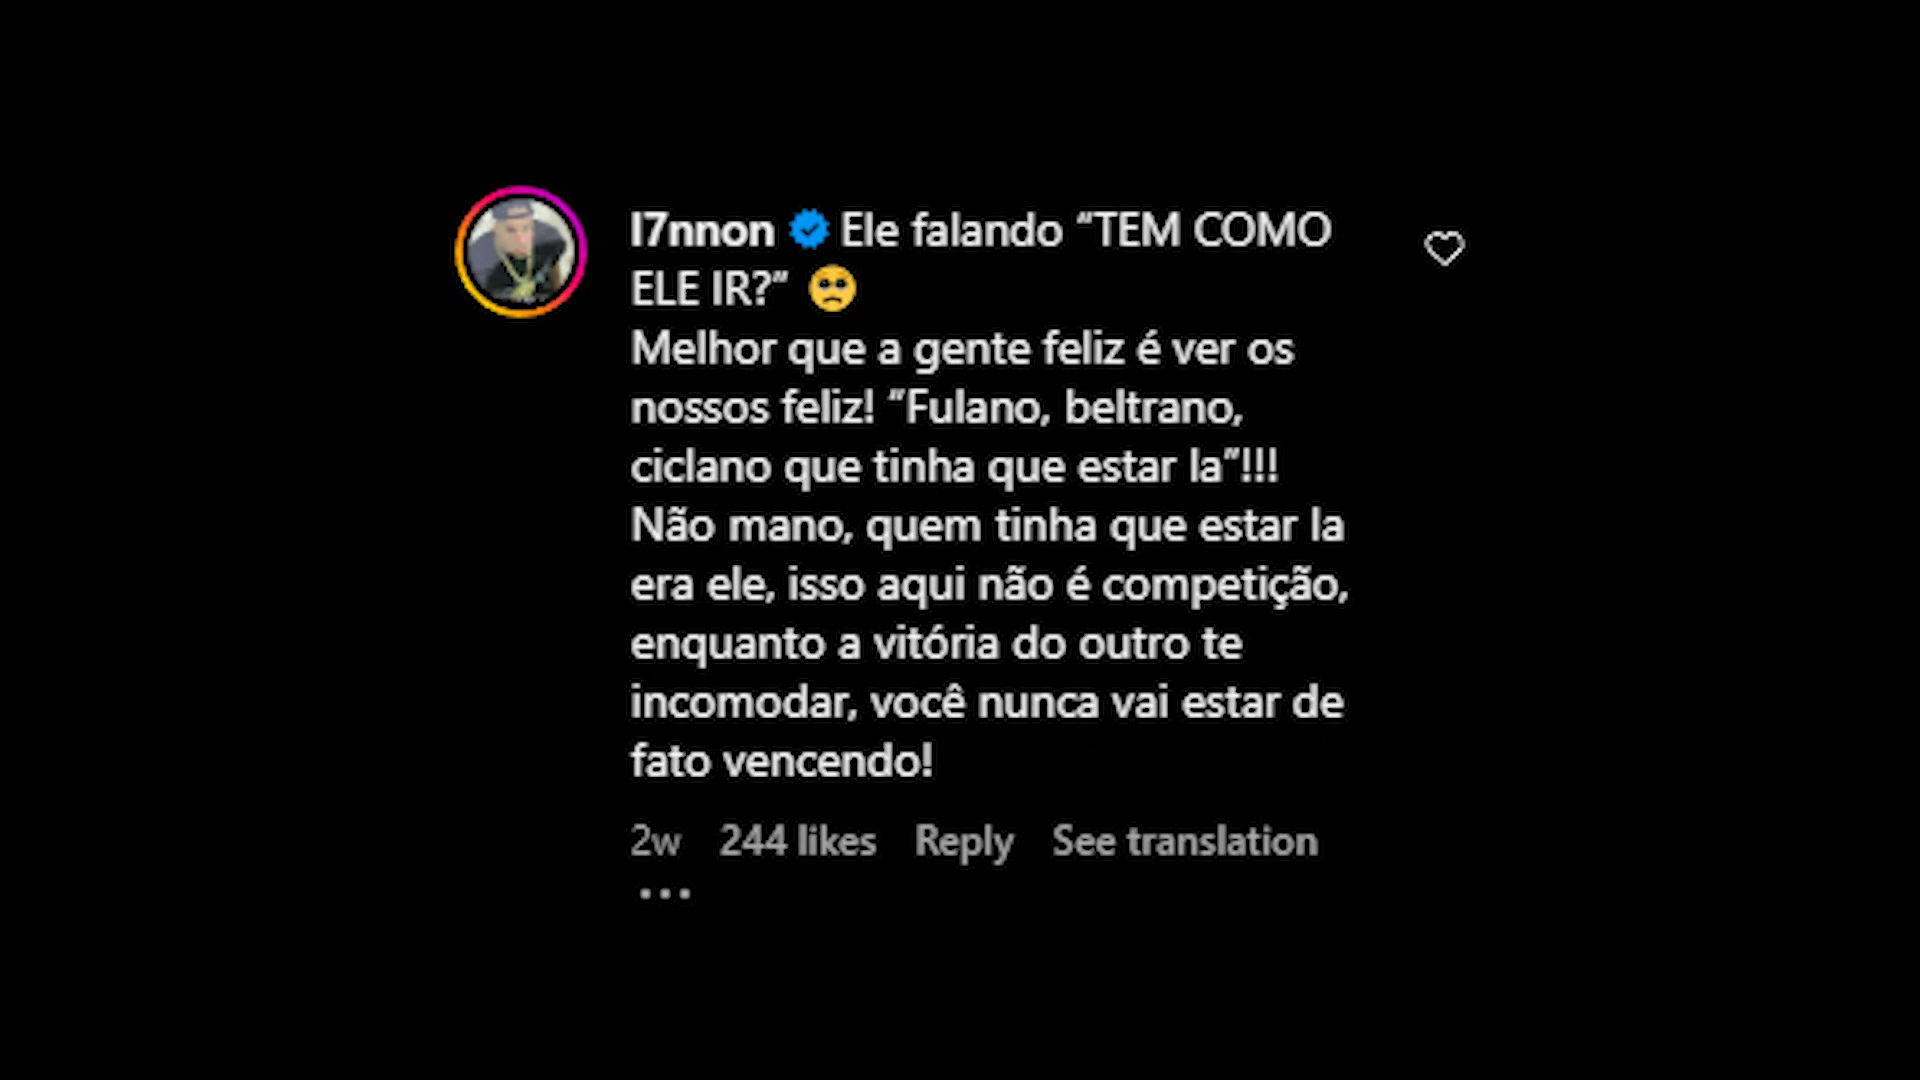 l7nnon Ele falando “TEM COMO
ELE IR?” 🥺
Melhor que a gente feliz é ver os
nossos feliz! “Fulano, beltrano,
ciclano que tinha que estar la”!!!
Não mano, quem tinha que estar la
era ele, isso aqui não é competição,
enquanto a vitória do outro te
incomodar, você nunca vai estar de
fato vencendo!
2w 244 likes Reply See translation
...